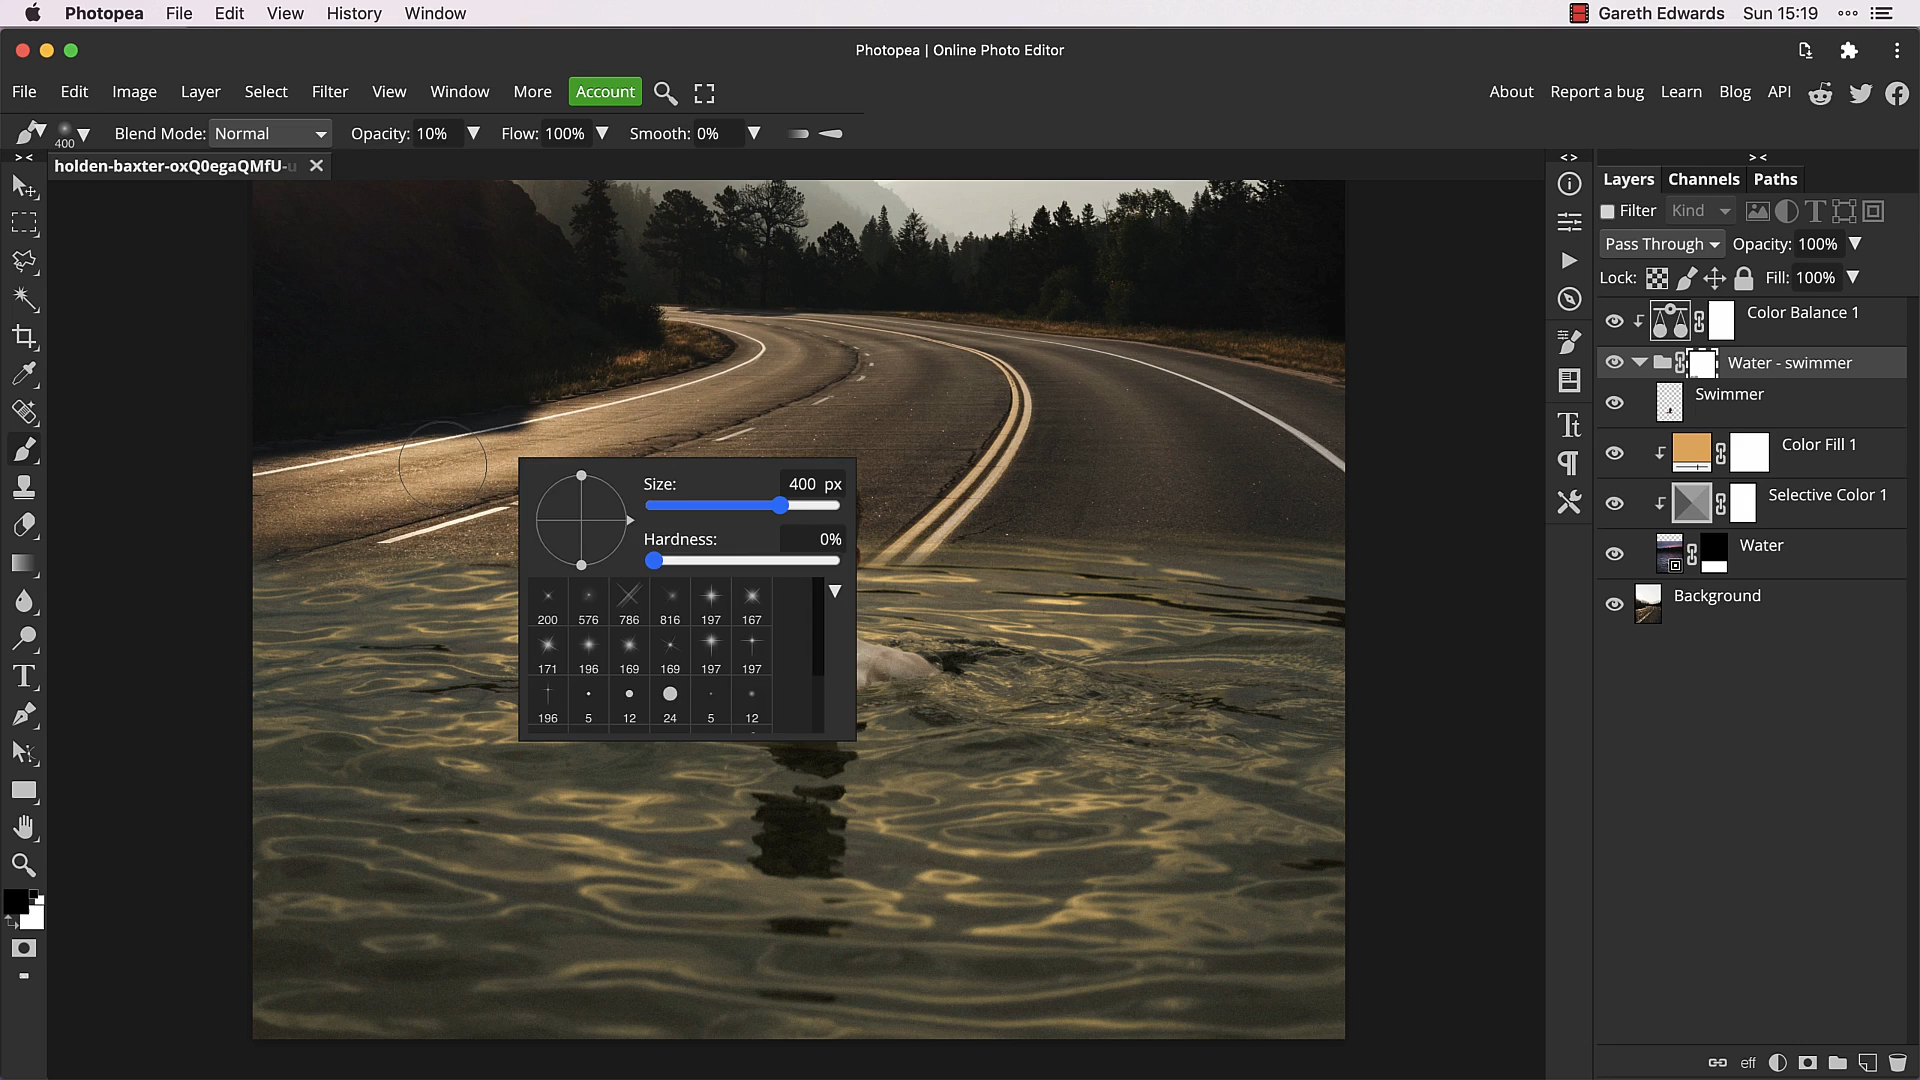 Photopea File Edit View History Window Gareth Edwards Sun 15:19
Photopea | Online Photo Editor
File Edit Image Layer Select Filter View Window More Account About Report a bug Learn Blog API
400 Blend Mode: Normal Opacity: 10% Flow: 100% Smooth: 0%
holden-baxter-oxQ0egaQMfU-u
Layers Channels Paths
Filter Kind
Pass Through Opacity: 100%
Lock: Fill: 100%
Color Balance 1
Water - swimmer
Swimmer
Color Fill 1
Selective Color 1
Water
Background
Size: 400 px
Hardness: 0%
200 576 786 816 197 167
171 196 169 169 197 197
196 5 12 24 5 12
eff